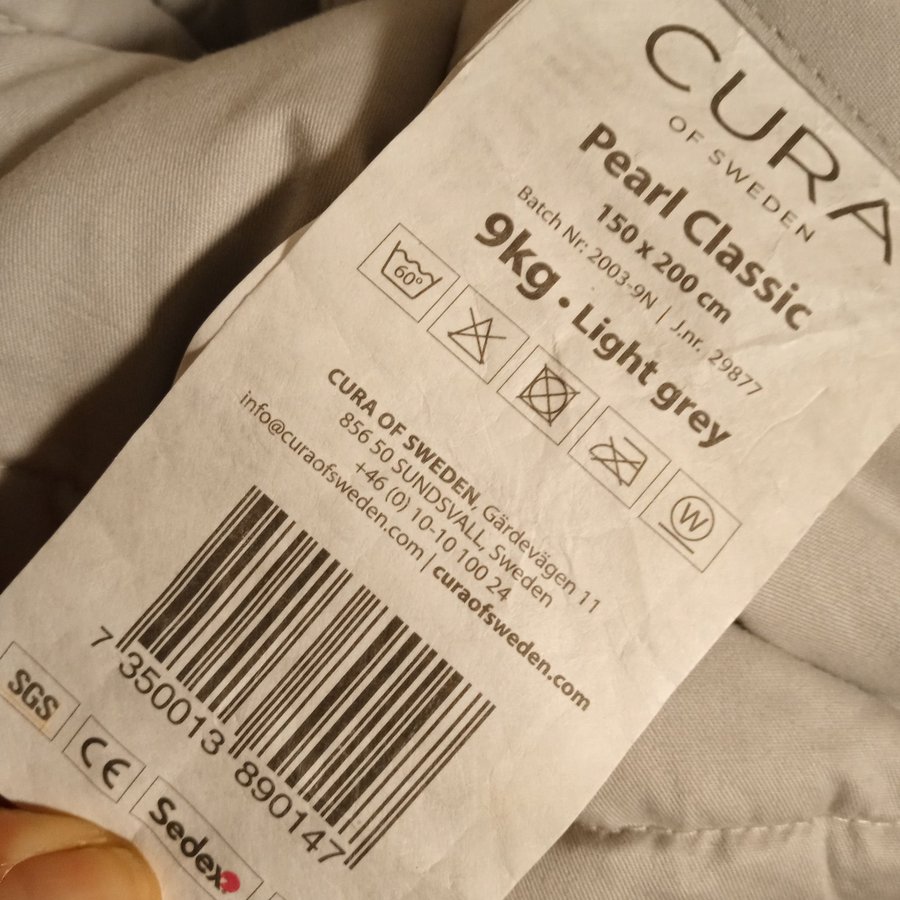 CURA
OF SWEDEN
Pearl Classic
150 x 200 cm
Batch Nr: 2003-9N | J.nr. 29877
9kg • Light grey
60°
W
CURA OF SWEDEN, Gärdevägen 11
856 50 SUNDSVALL, Sweden
+46 (0) 10-10 100 24
info@curaofsweden.com | curaofsweden.com
7 350013 890147
SGS
CE
Sedex